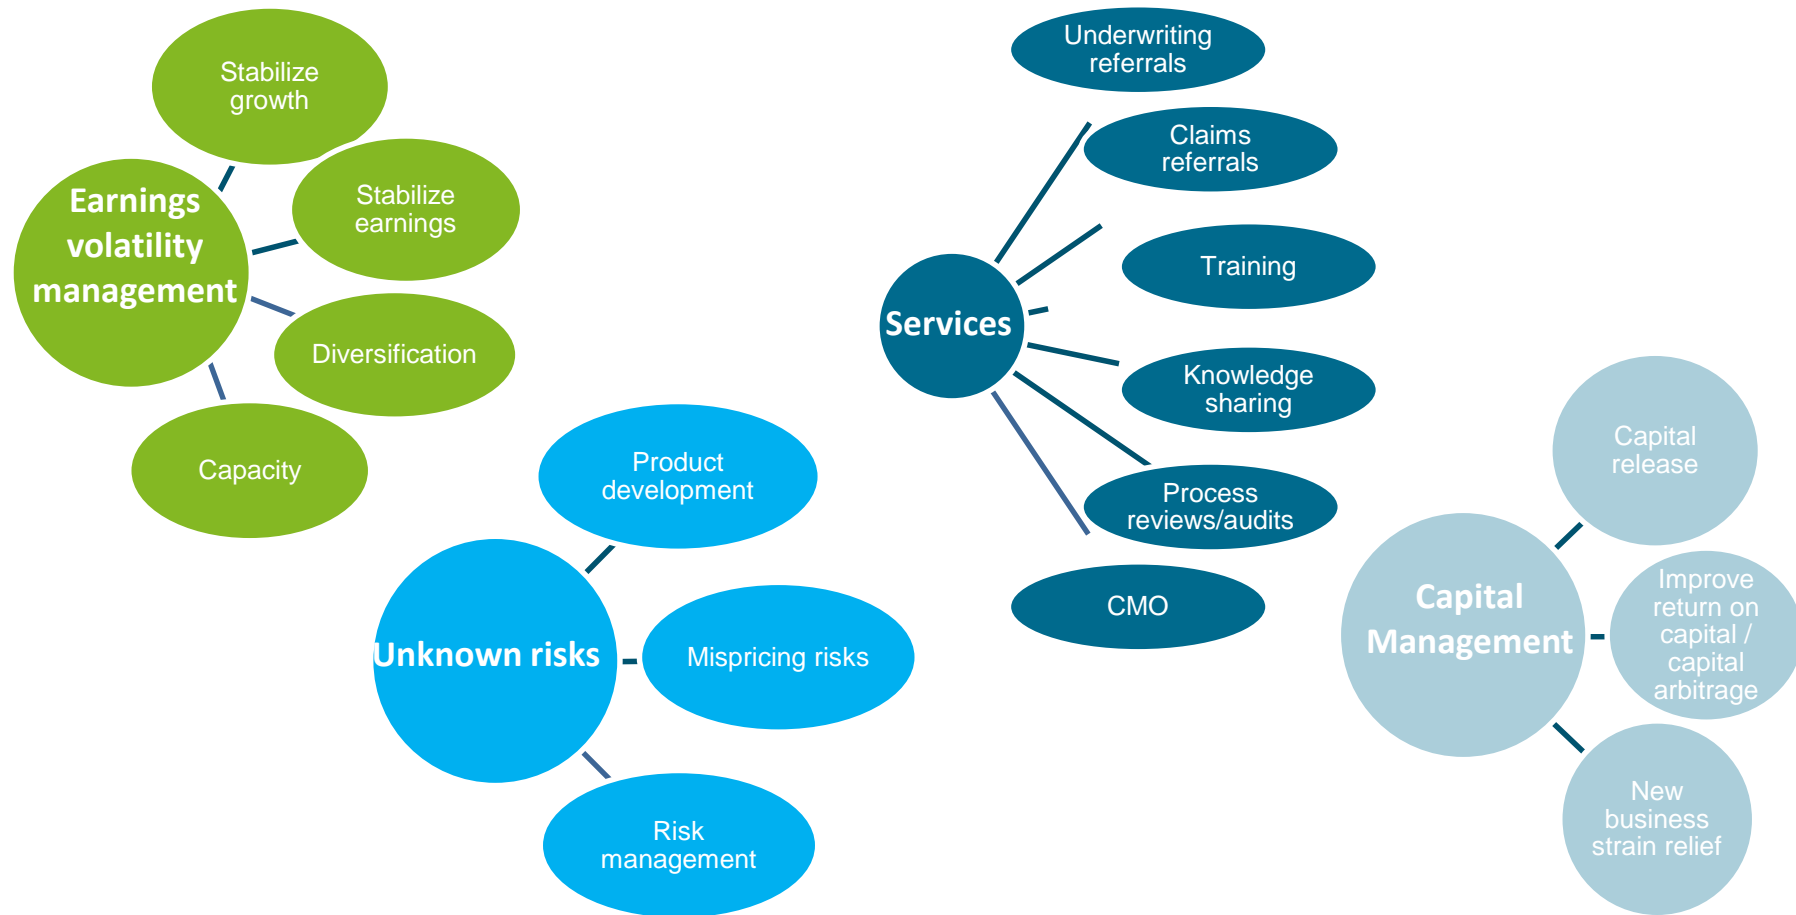 Stabilize
growth
Earnings
volatility
management
Stabilize
earnings
Diversification
Capacity
Product
development
Unknown risks
Mispricing risks
Risk
management
Underwriting
referrals
Claims
referrals
Training
Services
Knowledge
sharing
Process
reviews/audits
CMO
Capital
release
Capital
Management
Improve
return on
capital /
capital
arbitrage
New
business
strain relief